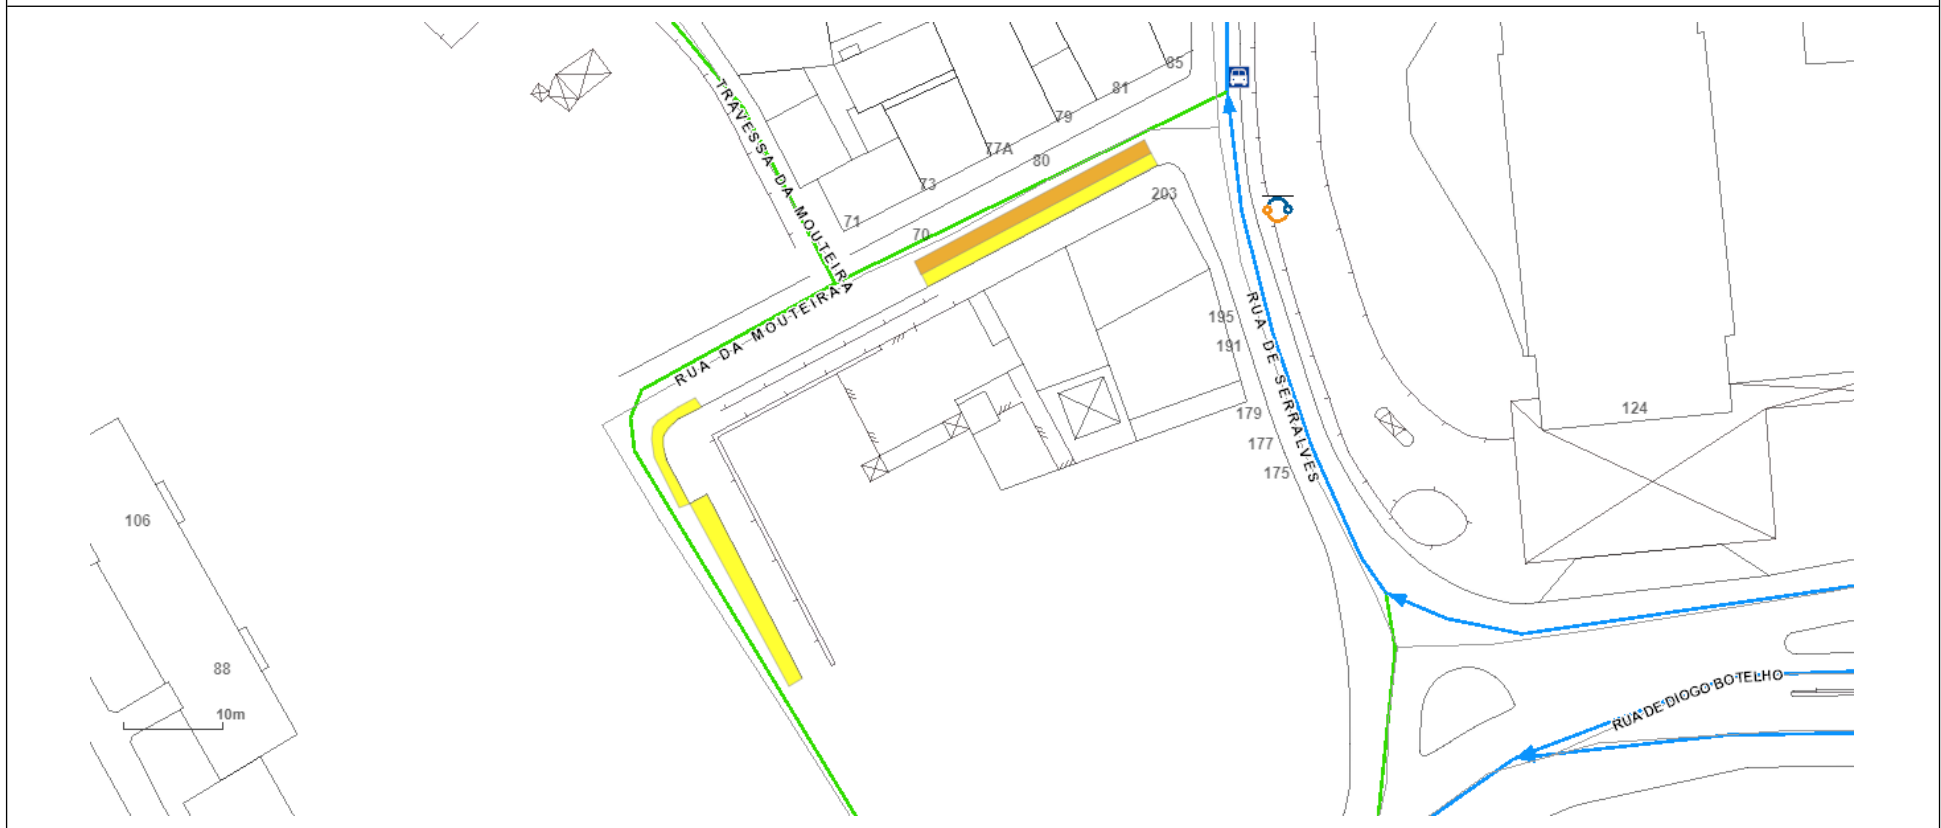 85
81
79
77A
80
73
203
71
70
TRAVESSA DA MOUTEIRA
RUA DA MOUTEIRA
195
191
RUA DE SERRALVES
179
177
175
124
106
88
10m
RUA DE DIOGO BOTELHO